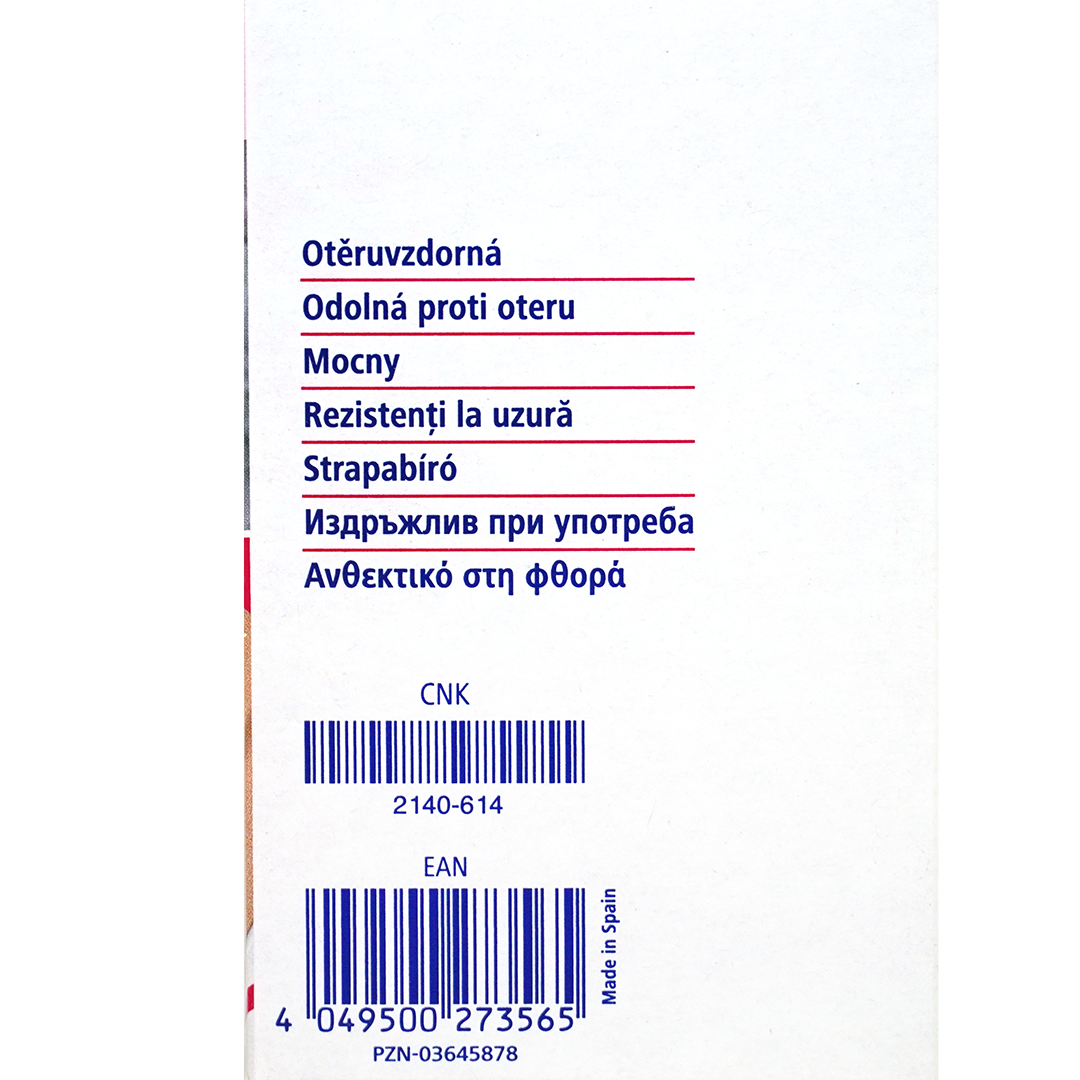 Otěruvzdorná
Odolná proti oteru
Mocny
Rezistenți la uzură
Strapabíró
Издръжлив при употреба
Ανθεκτικό στη φθορά
CNK
2140-614
EAN
4 049500 273565
Made in Spain
PZN-03645878